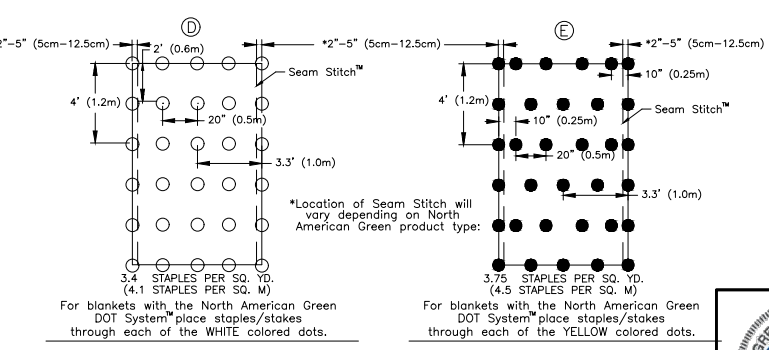 D
2"-5" (5cm-12.5cm)
2' (0.6m)
*2"-5" (5cm-12.5cm)
Seam Stitch™
4' (1.2m)
20" (0.5m)
3.3' (1.0m)
*Location of Seam Stitch will
vary depending on North
American Green product type:
3.4 STAPLES PER SQ. YD.
(4.1 STAPLES PER SQ. M)
For blankets with the North American Green
DOT System™ place staples/stakes
through each of the WHITE colored dots.
E
*2"-5" (5cm-12.5cm)
10" (0.25m)
4' (1.2m)
Seam Stitch™
10" (0.25m)
20" (0.5m)
3.3' (1.0m)
3.75 STAPLES PER SQ. YD.
(4.5 STAPLES PER SQ. M)
For blankets with the North American Green
DOT System™ place staples/stakes
through each of the YELLOW colored dots.